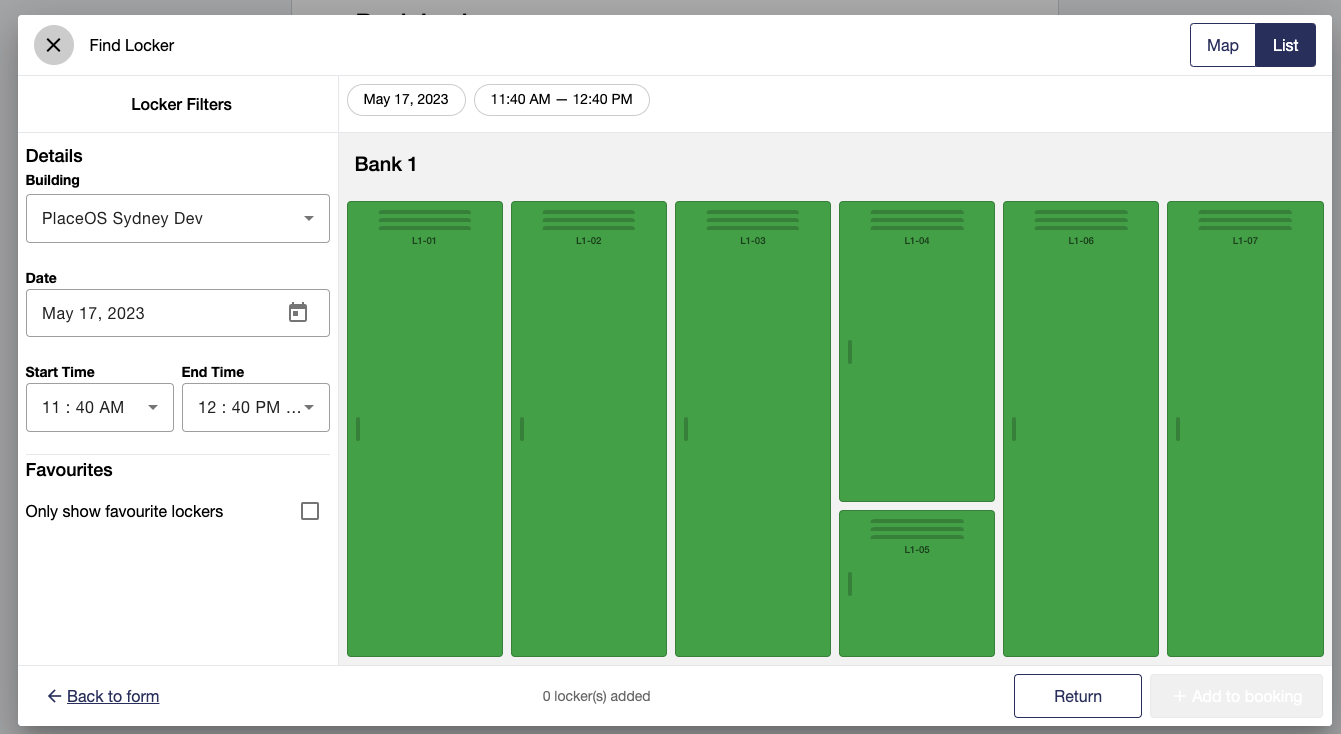 Find Locker
Map
List
Locker Filters
May 17, 2023
11:40 AM — 12:40 PM
Details
Building
PlaceOS Sydney Dev
Date
May 17, 2023
Start Time
End Time
11 : 40 AM
12 : 40 PM ...
Favourites
Only show favourite lockers
Bank 1
L1-01
L1-02
L1-03
L1-04
L1-06
L1-07
L1-05
← Back to form
0 locker(s) added
Return
+ Add to booking